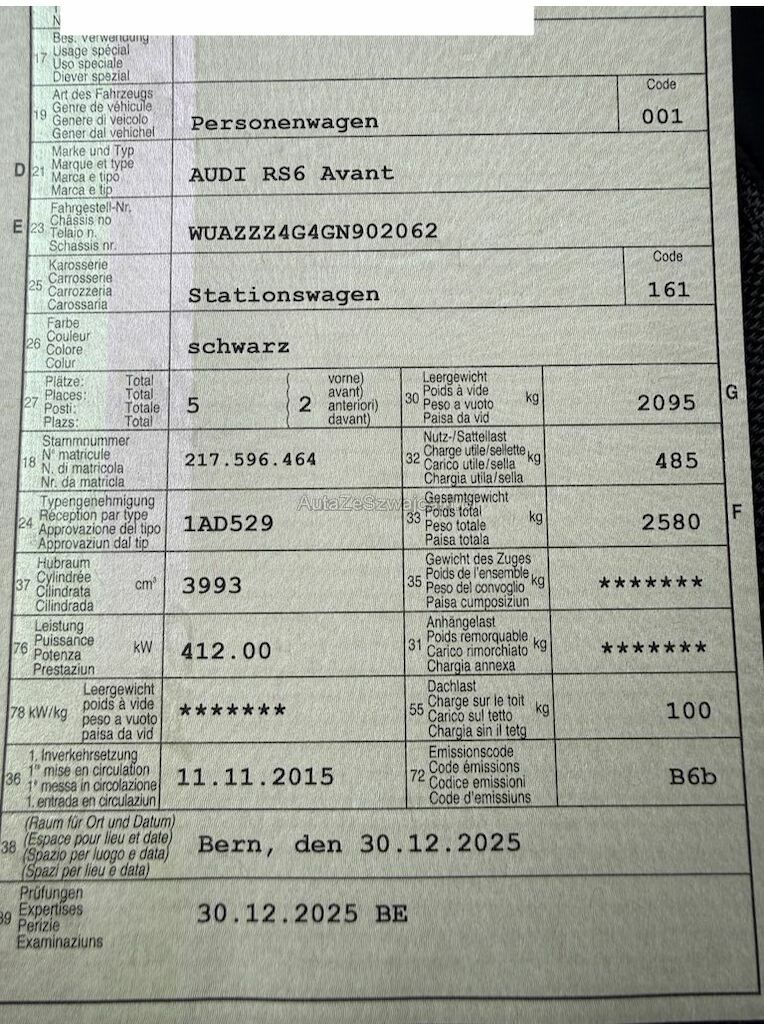 17 Bes. Verwendung
Usage spécial
Uso speciale
Diever spezial
19 Art des Fahrzeugs
Genre de véhicule
Genere di veicolo
Gener dal vehichel
Personenwagen
Code
001
D 21 Marke und Typ
Marque et type
Marca e tipo
Marca e tip
AUDI RS6 Avant
E 23 Fahrgestell-Nr.
Châssis no
Telaio n.
Schassis nr.
WUAZZZ4G4GN902062
25 Karosserie
Carrosserie
Carrozzeria
Carossaria
Stationswagen
Code
161
26 Farbe
Couleur
Colore
Colur
schwarz
27 Plätze: Total
Places: Total
Posti: Totale
Plazs: Total
5
2
vorne)
avant)
anteriori)
davant)
30 Leergewicht
Poids à vide
Peso a vuoto
Paisa da vid
kg
2095
G
18 Stammnummer
N° matricule
N. di matricola
Nr. da matricla
217.596.464
32 Nutz-/Sattellast
Charge utile/sellette
Carico utile/sella
Chargia utila/sella
kg
485
24 Typengenehmigung
Réception par type
Approvazione del tipo
Approvaziun dal tip
1AD529
33 Gesamtgewicht
Poids total
Peso totale
Paisa totala
kg
2580
F
37 Hubraum
Cylindrée
Cilindrata
Cilindrada
cm³
3993
35 Gewicht des Zuges
Poids de l'ensemble
Peso del convoglio
Paisa cumposiziun
kg
*******
76 Leistung
Puissance
Potenza
Prestaziun
kW
412.00
31 Anhängelast
Poids remorquable
Carico rimorchiato
Chargia annexa
kg
*******
78 kW/kg
Leergewicht
poids à vide
peso a vuoto
paisa da vid
*******
55 Dachlast
Charge sur le toit
Carico sul tetto
Chargia sin il tetg
kg
100
36 1. Inverkehrsetzung
1re mise en circulation
1a messa in circolazione
1. entrada en circulaziun
11.11.2015
72 Emissionscode
Code émissions
Codice emissioni
Code d'emissiuns
B6b
38 (Raum für Ort und Datum)
(Espace pour lieu et date)
(Spazio per luogo e data)
(Spazi per lieu e data)
Bern, den 30.12.2025
39 Prüfungen
Expertises
Perizie
Examinaziuns
30.12.2025 BE